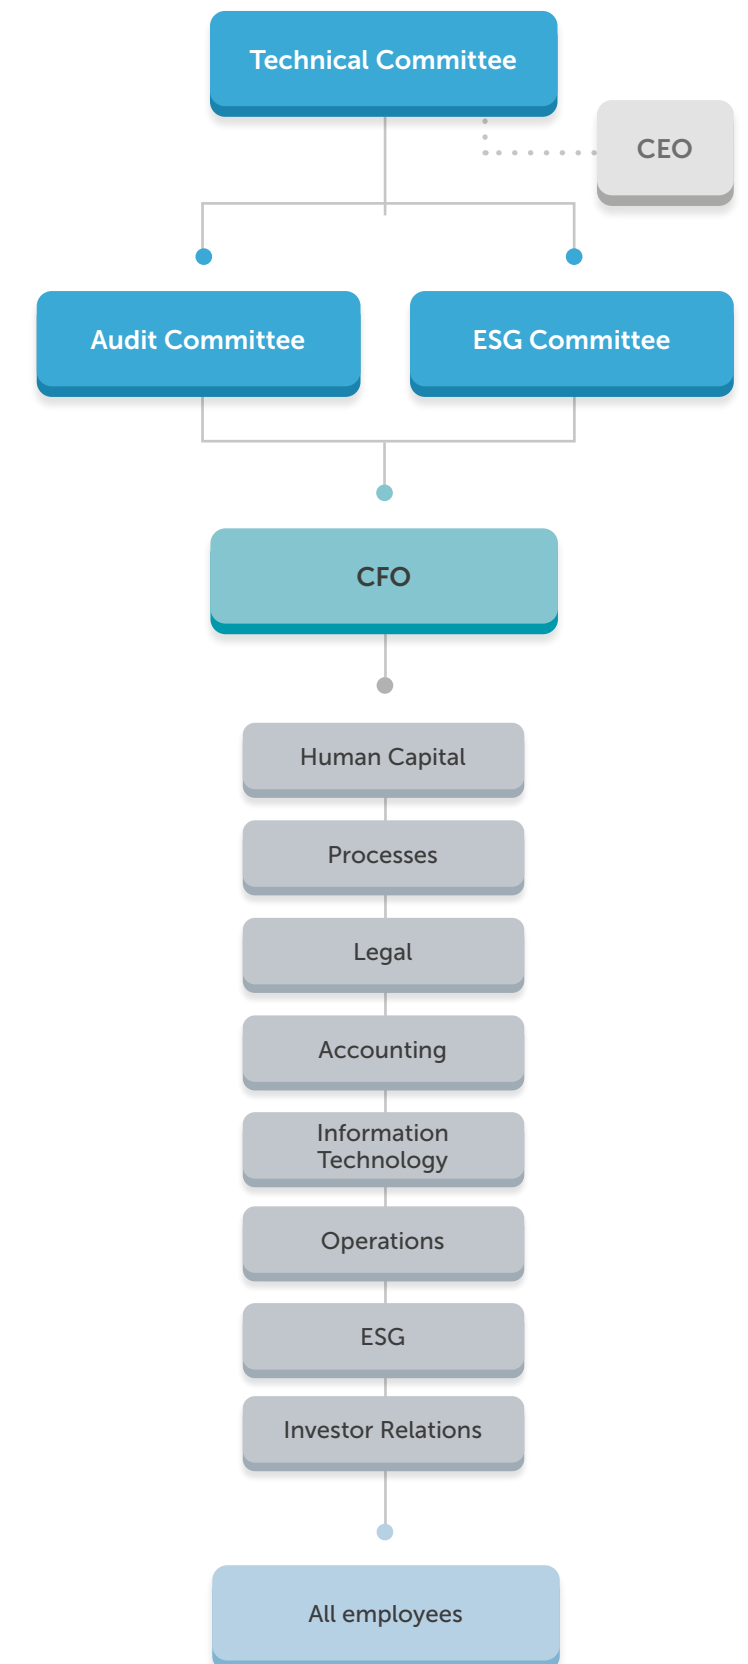 Technical Committee
CEO
Audit Committee
ESG Committee
CFO
Human Capital
Processes
Legal
Accounting
Information
Technology
Operations
ESG
Investor Relations
All employees